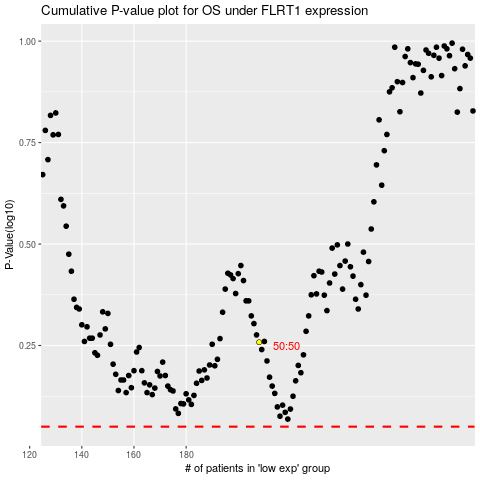 Cumulative P-value plot for OS under FLRT1 expression
P-Value(log10)
1.00
0.75
0.50
0.25
50:50
120 140 160 180
# of patients in 'low exp' group